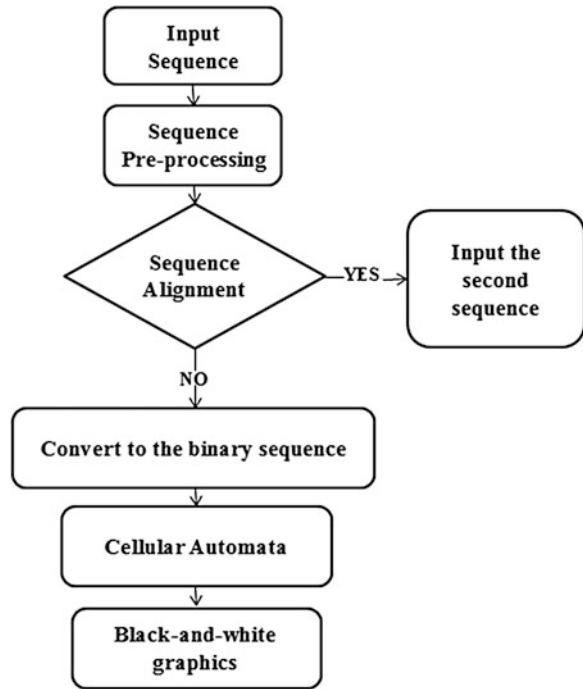 Input
Sequence
Sequence
Pre-processing
Sequence
Alignment
YES
Input the
second
sequence
NO
Convert to the binary sequence
Cellular Automata
Black-and-white
graphics